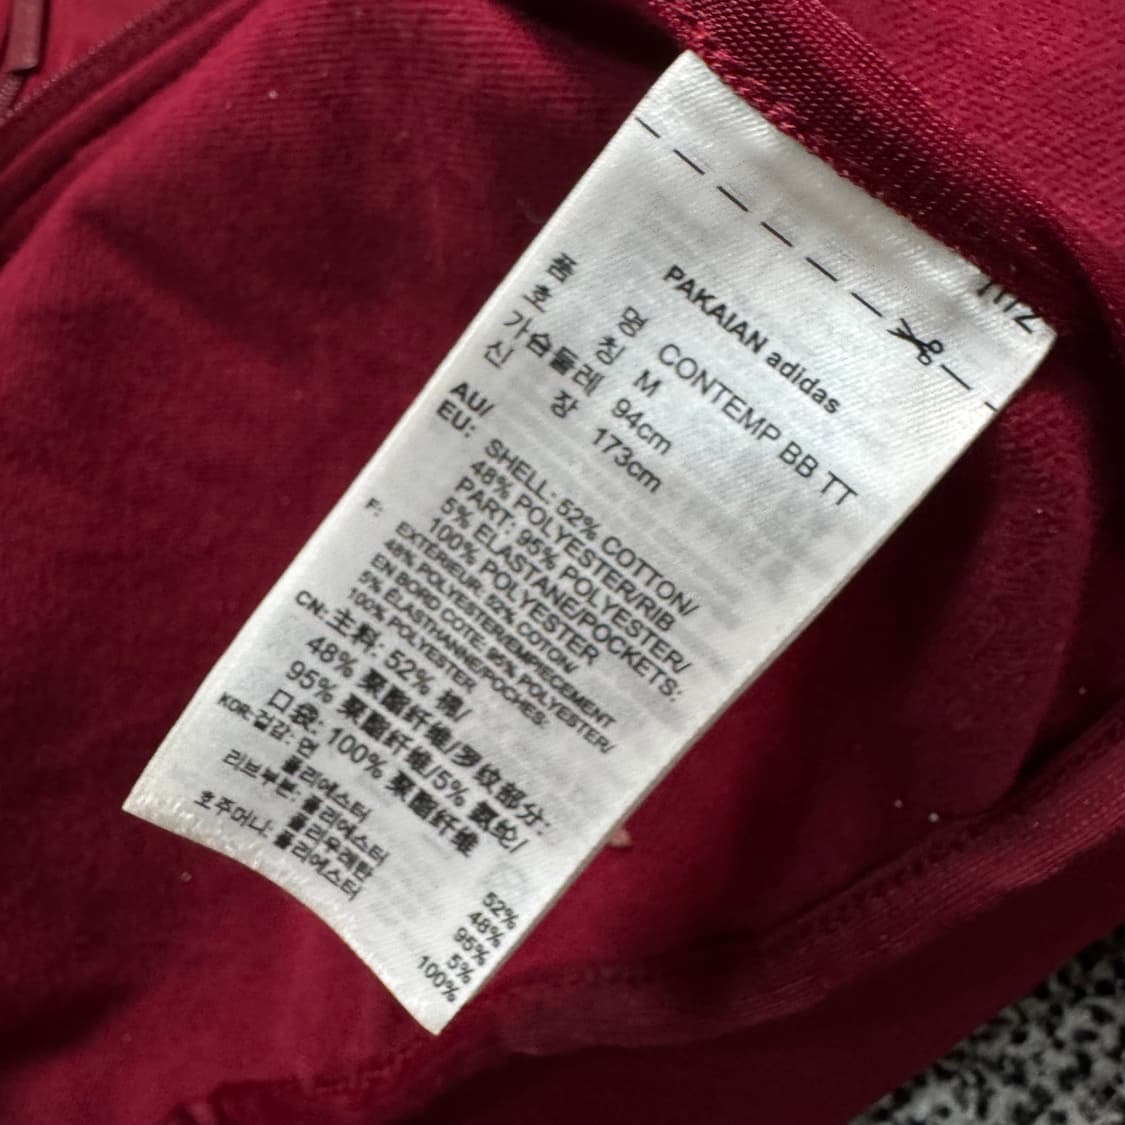 PAKAIAN adidas
품 명 CONTEMP BB TT
호 칭 M
가슴둘레 94cm
신 장 173cm
AU/
EU: SHELL: 52% COTTON/
48% POLYESTER/RIB
PART: 95% POLYESTER/
5% ELASTANE/POCKETS:
100% POLYESTER
F: EXTÉRIEUR: 52% COTON/
48% POLYESTER/EMPIECEMENT
EN BORD COTE: 95% POLYESTER/
5% ÉLASTHANNE/POCHES:
100% POLYESTER
CN: 主料: 52% 棉/
48% 聚酯纤维/罗纹部分:
95% 聚酯纤维/5% 氨纶/
口袋: 100% 聚酯纤维
KOR: 겉감: 면 52%
폴리에스터 48%
리브부분: 폴리에스터 95%
폴리우레탄 5%
호주머니: 폴리에스터 100%